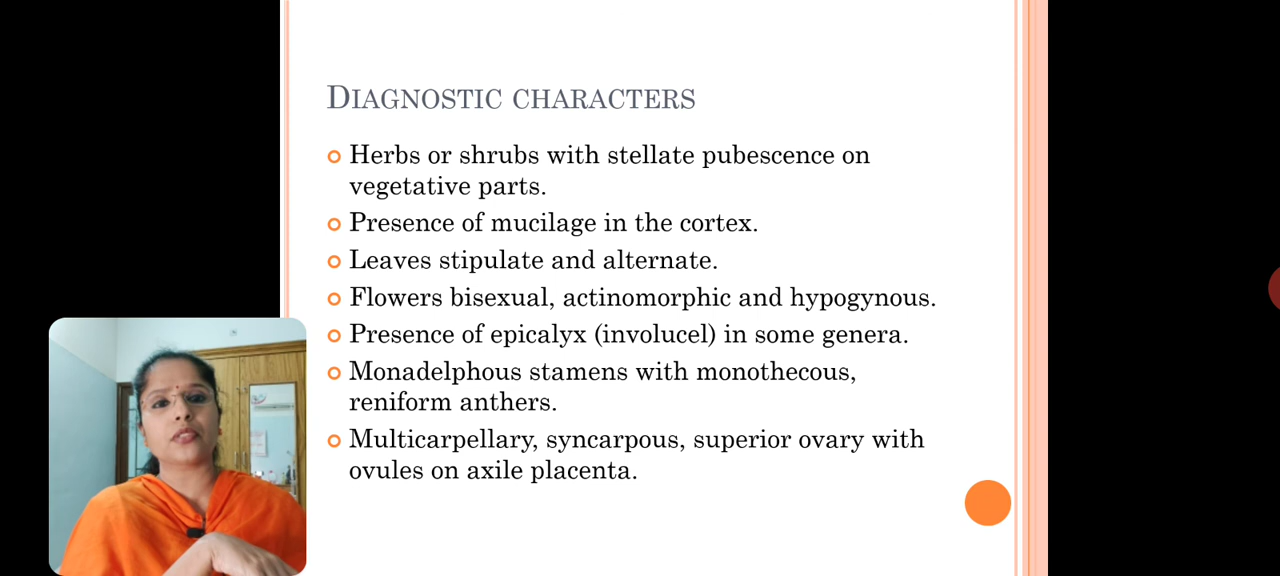 DIAGNOSTIC CHARACTERS
Herbs or shrubs with stellate pubescence on
vegetative parts.
Presence of mucilage in the cortex.
Leaves stipulate and alternate.
Flowers bisexual, actinomorphic and hypogynous.
Presence of epicalyx (involucel) in some genera.
Monadelphous stamens with monothecous,
reniform anthers.
Multicarpellary, syncarpous, superior ovary with
ovules on axile placenta.